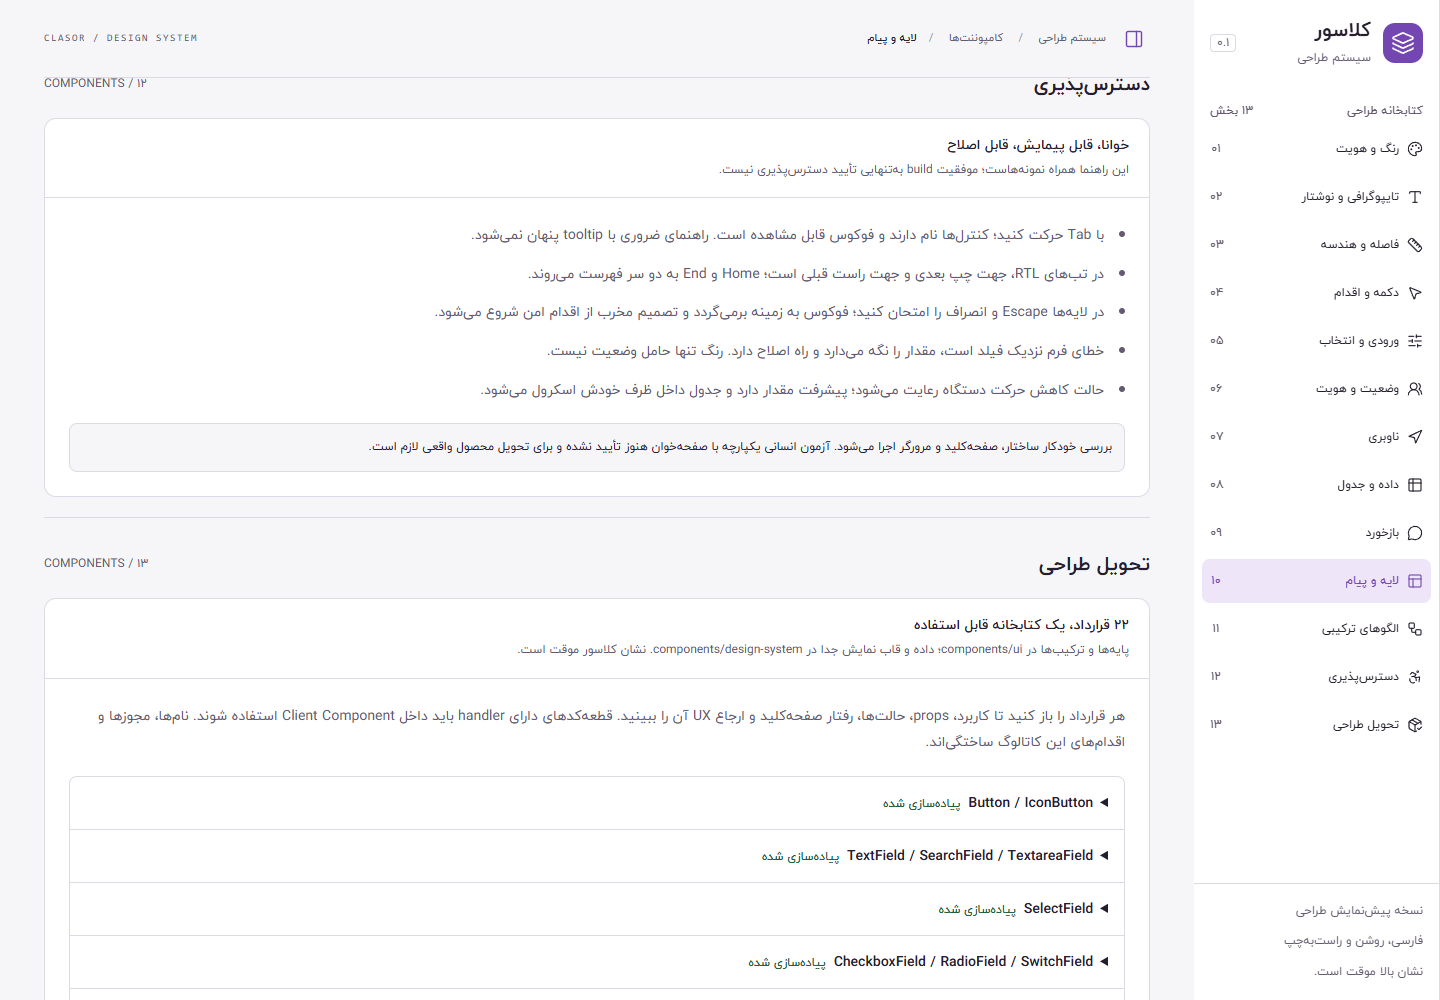 کلاسور
سیستم طراحی
۰.۱
کتابخانه طراحی
۱۳ بخش
رنگ و هویت ۰۱
تایپوگرافی و نوشتار ۰۲
فاصله و هندسه ۰۳
دکمه و اقدام ۰۴
ورودی و انتخاب ۰۵
وضعیت و هویت ۰۶
ناوبری ۰۷
داده و جدول ۰۸
بازخورد ۰۹
لایه و پیام ۱۰
الگوهای ترکیبی ۱۱
دسترس‌پذیری ۱۲
تحویل طراحی ۱۳
نسخه پیش‌نمایش طراحی
فارسی، روشن و راست‌به‌چپ
نشان بالا موقت است.
سیستم طراحی / کامپوننت‌ها / لایه و پیام
CLASOR / DESIGN SYSTEM
دسترس‌پذیری
COMPONENTS / ۱۲
خوانا، قابل پیمایش، قابل اصلاح
این راهنما همراه نمونه‌هاست؛ موفقیت build به‌تنهایی تأیید دسترس‌پذیری نیست.
با Tab حرکت کنید؛ کنترل‌ها نام دارند و فوکوس قابل مشاهده است. راهنمای ضروری با tooltip پنهان نمی‌شود.
در تب‌های RTL، جهت چپ بعدی و جهت راست قبلی است؛ Home و End به دو سر فهرست می‌روند.
در لایه‌ها Escape و انصراف را امتحان کنید؛ فوکوس به زمینه برمی‌گردد و تصمیم مخرب از اقدام امن شروع می‌شود.
خطای فرم نزدیک فیلد است، مقدار را نگه می‌دارد و راه اصلاح دارد. رنگ تنها حامل وضعیت نیست.
حالت کاهش حرکت دستگاه رعایت می‌شود؛ پیشرفت مقدار دارد و جدول داخل ظرف خودش اسکرول می‌شود.
بررسی خودکار ساختار، صفحه‌کلید و مرورگر اجرا می‌شود. آزمون انسانی یکپارچه با صفحه‌خوان هنوز تأیید نشده و برای تحویل محصول واقعی لازم است.
تحویل طراحی
COMPONENTS / ۱۳
۲۲ قرارداد، یک کتابخانه قابل استفاده
پایه‌ها و ترکیب‌ها در components/ui؛ داده و قاب نمایش جدا در components/design-system. نشان کلاسور موقت است.
هر قرارداد را باز کنید تا کاربرد، props، حالت‌ها، رفتار صفحه‌کلید و ارجاع UX آن را ببینید. قطعه‌کدهای دارای handler باید داخل Client Component استفاده شوند. نام‌ها، مجوزها و
اقدام‌های این کاتالوگ ساختگی‌اند.
Button / IconButton پیاده‌سازی شده
TextField / SearchField / TextareaField پیاده‌سازی شده
SelectField پیاده‌سازی شده
CheckboxField / RadioField / SwitchField پیاده‌سازی شده